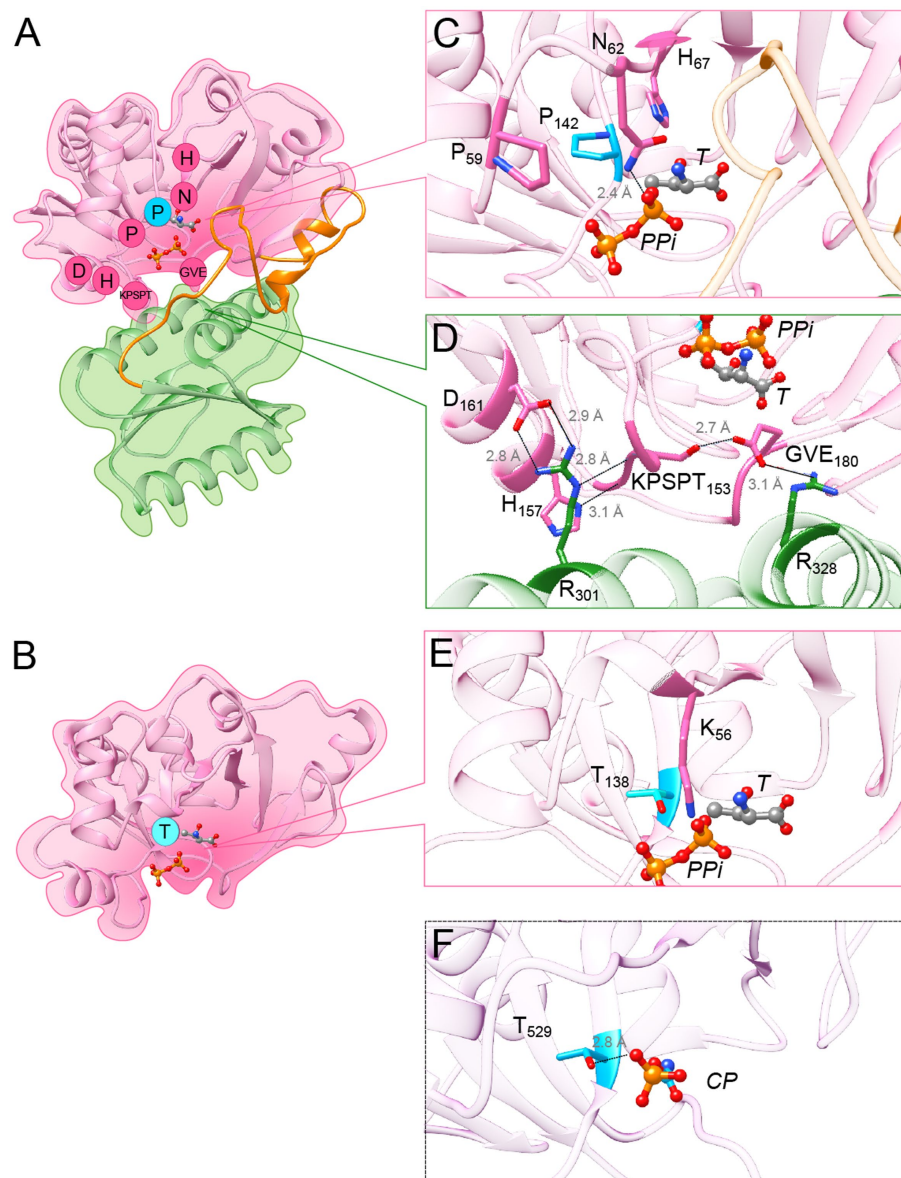 A
H
P
N
P
D
H
KPSPT
GVE
C
N62
H67
P142
P59
T
2.4 Å
PPi
D
PPi
T
D161
2.9 Å
2.7 Å
2.8 Å
2.8 Å
GVE180
KPSPT153
H157
3.1 Å
3.1 Å
R328
R301
B
T
E
K56
T138
T
PPi
F
T529
2.8 Å
CP